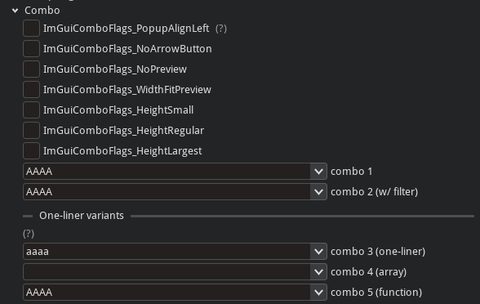 Combo
ImGuiComboFlags_PopupAlignLeft (?)
ImGuiComboFlags_NoArrowButton
ImGuiComboFlags_NoPreview
ImGuiComboFlags_WidthFitPreview
ImGuiComboFlags_HeightSmall
ImGuiComboFlags_HeightRegular
ImGuiComboFlags_HeightLargest
AAAA combo 1
AAAA combo 2 (w/ filter)
One-liner variants
(?)
aaaa combo 3 (one-liner)
combo 4 (array)
AAAA combo 5 (function)